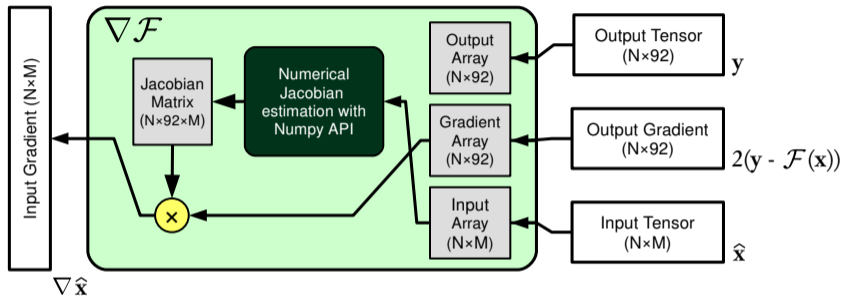 ∇ℱ
Input Gradient (N×M)
∇x̂
Jacobian
Matrix
(N×92×M)
×
Numerical
Jacobian
estimation with
Numpy API
Output
Array
(N×92)
Gradient
Array
(N×92)
Input
Array
(N×M)
Output Tensor
(N×92)
y
Output Gradient
(N×92)
2(y - ℱ(x))
Input Tensor
(N×M)
x̂